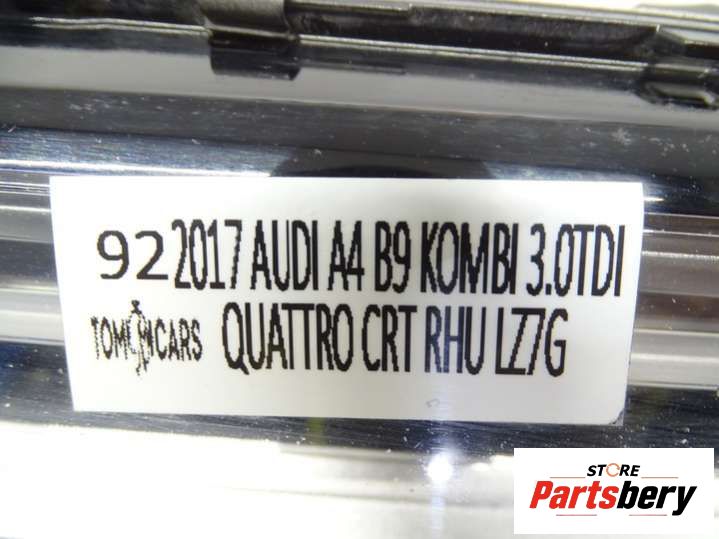 92 2017 AUDI A4 B9 KOMBI 3.0TDI
TOM CARS QUATTRO CRT RHU LZ7G
STORE
Partsbery